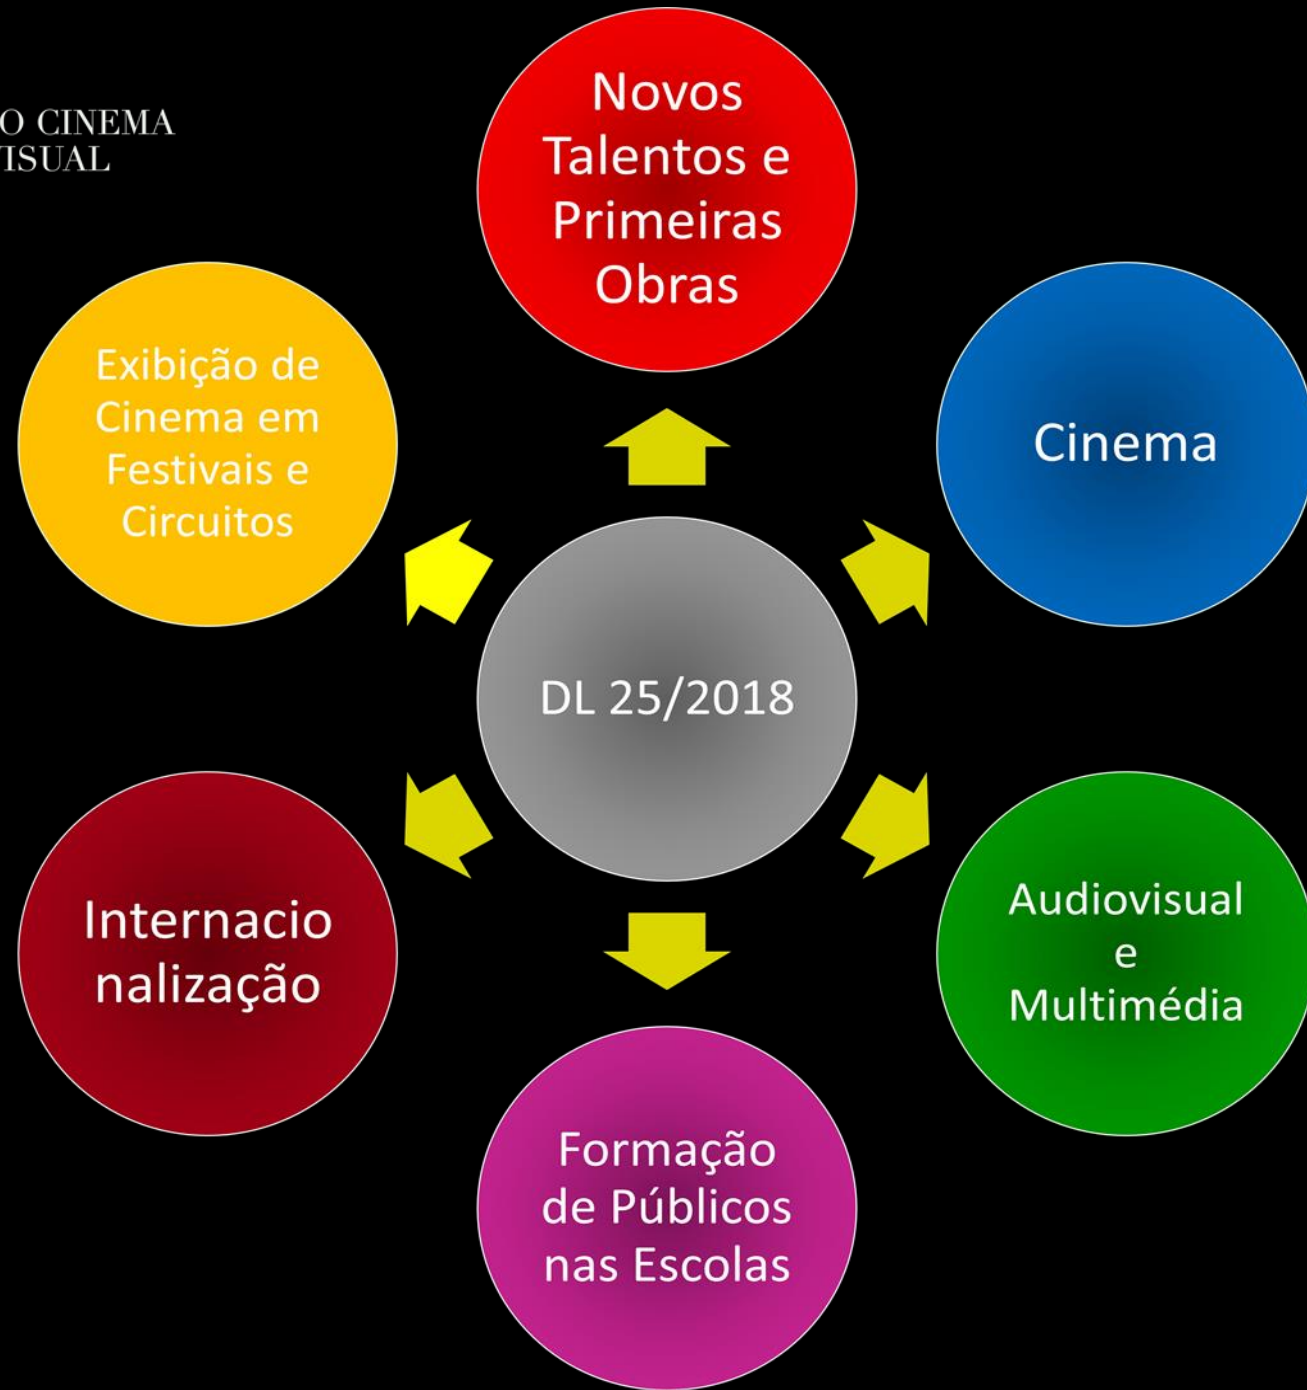 O CINEMA
VISUAL
Novos
Talentos e
Primeiras
Obras
Exibição de
Cinema em
Festivais e
Circuitos
Cinema
DL 25/2018
Internacio
nalização
Audiovisual
e
Multimédia
Formação
de Públicos
nas Escolas